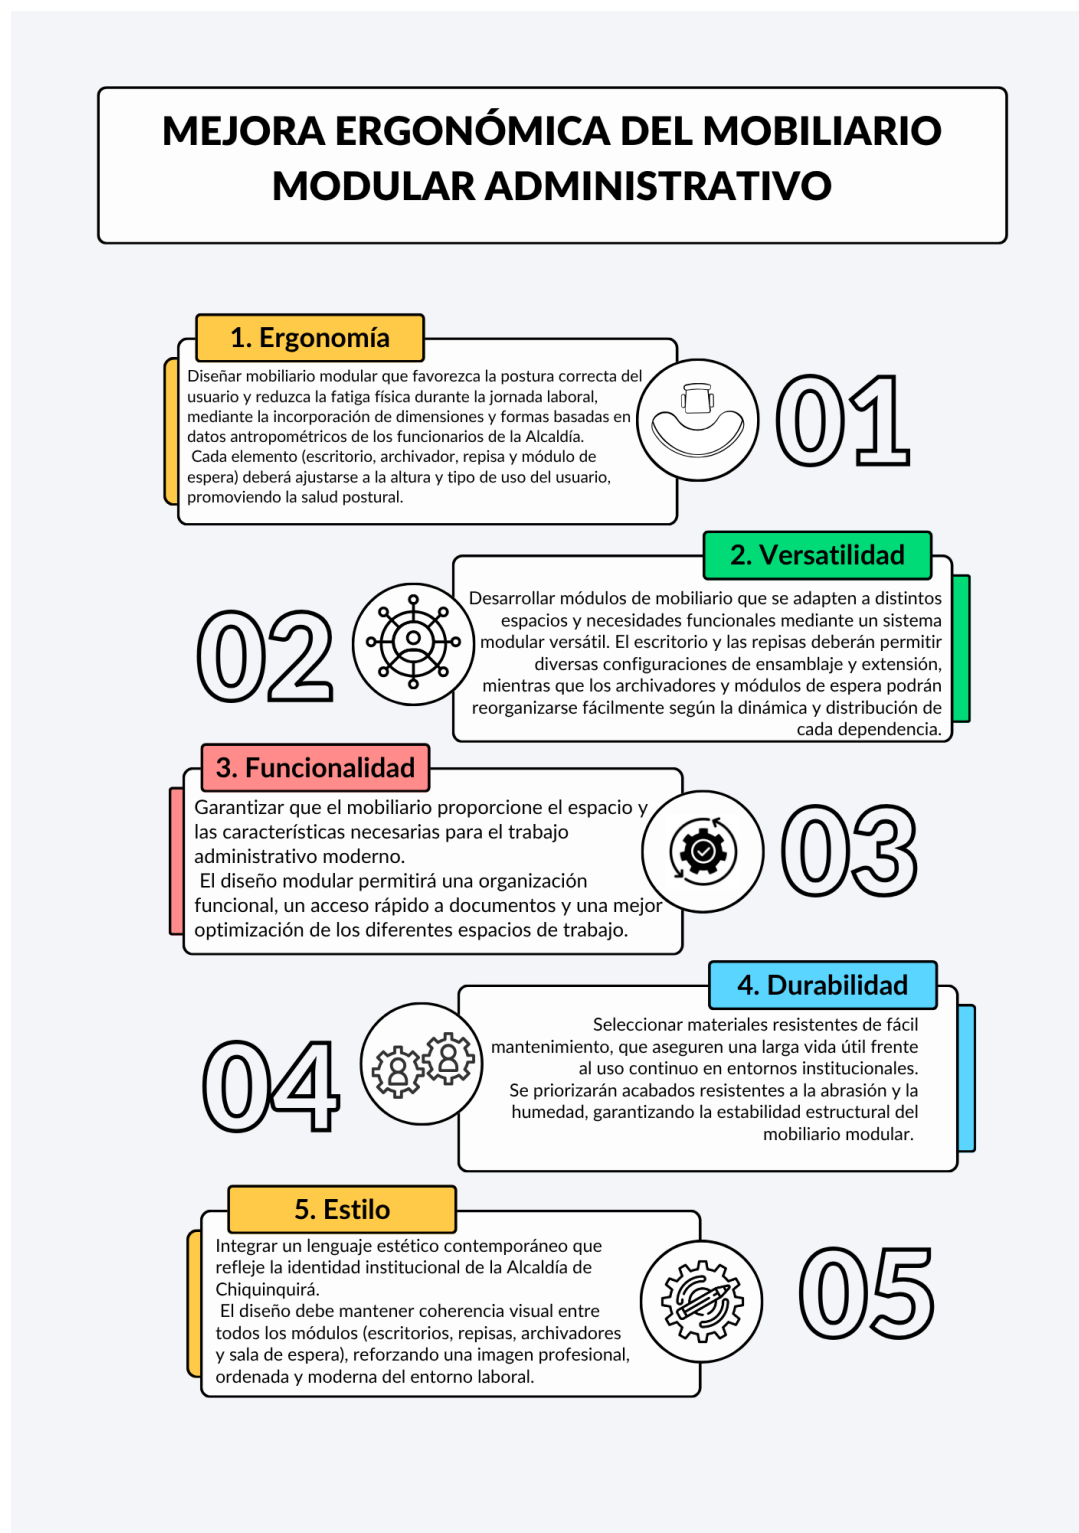 MEJORA ERGONÓMICA DEL MOBILIARIO
MODULAR ADMINISTRATIVO
1. Ergonomía
Diseñar mobiliario modular que favorezca la postura correcta del
usuario y reduzca la fatiga física durante la jornada laboral,
mediante la incorporación de dimensiones y formas basadas en
datos antropométricos de los funcionarios de la Alcaldía.
Cada elemento (escritorio, archivador, repisa y módulo de
espera) deberá ajustarse a la altura y tipo de uso del usuario,
promoviendo la salud postural.
01
2. Versatilidad
Desarrollar módulos de mobiliario que se adapten a distintos
espacios y necesidades funcionales mediante un sistema
modular versátil. El escritorio y las repisas deberán permitir
diversas configuraciones de ensamblaje y extensión,
mientras que los archivadores y módulos de espera podrán
reorganizarse fácilmente según la dinámica y distribución de
cada dependencia.
02
3. Funcionalidad
Garantizar que el mobiliario proporcione el espacio y
las características necesarias para el trabajo
administrativo moderno.
El diseño modular permitirá una organización
funcional, un acceso rápido a documentos y una mejor
optimización de los diferentes espacios de trabajo.
03
4. Durabilidad
Seleccionar materiales resistentes de fácil
mantenimiento, que aseguren una larga vida útil frente
al uso continuo en entornos institucionales.
Se priorizarán acabados resistentes a la abrasión y la
humedad, garantizando la estabilidad estructural del
mobiliario modular.
04
5. Estilo
Integrar un lenguaje estético contemporáneo que
refleje la identidad institucional de la Alcaldía de
Chiquinquirá.
El diseño debe mantener coherencia visual entre
todos los módulos (escritorios, repisas, archivadores
y sala de espera), reforzando una imagen profesional,
ordenada y moderna del entorno laboral.
05